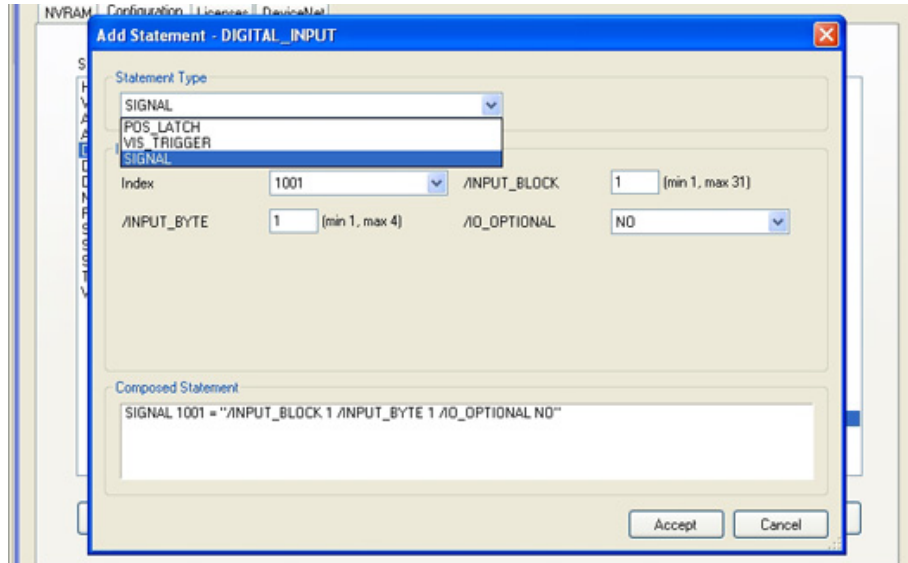 NVRAM Configuration Licenses DeviceNet
Add Statement - DIGITAL_INPUT
Statement Type
SIGNAL
POS_LATCH
VIS_TRIGGER
SIGNAL
Index 1001 /INPUT_BLOCK 1 (min 1, max 31)
/INPUT_BYTE 1 (min 1, max 4) /IO_OPTIONAL NO
Composed Statement
SIGNAL 1001 = "/INPUT_BLOCK 1 /INPUT_BYTE 1 /IO_OPTIONAL NO"
Accept Cancel